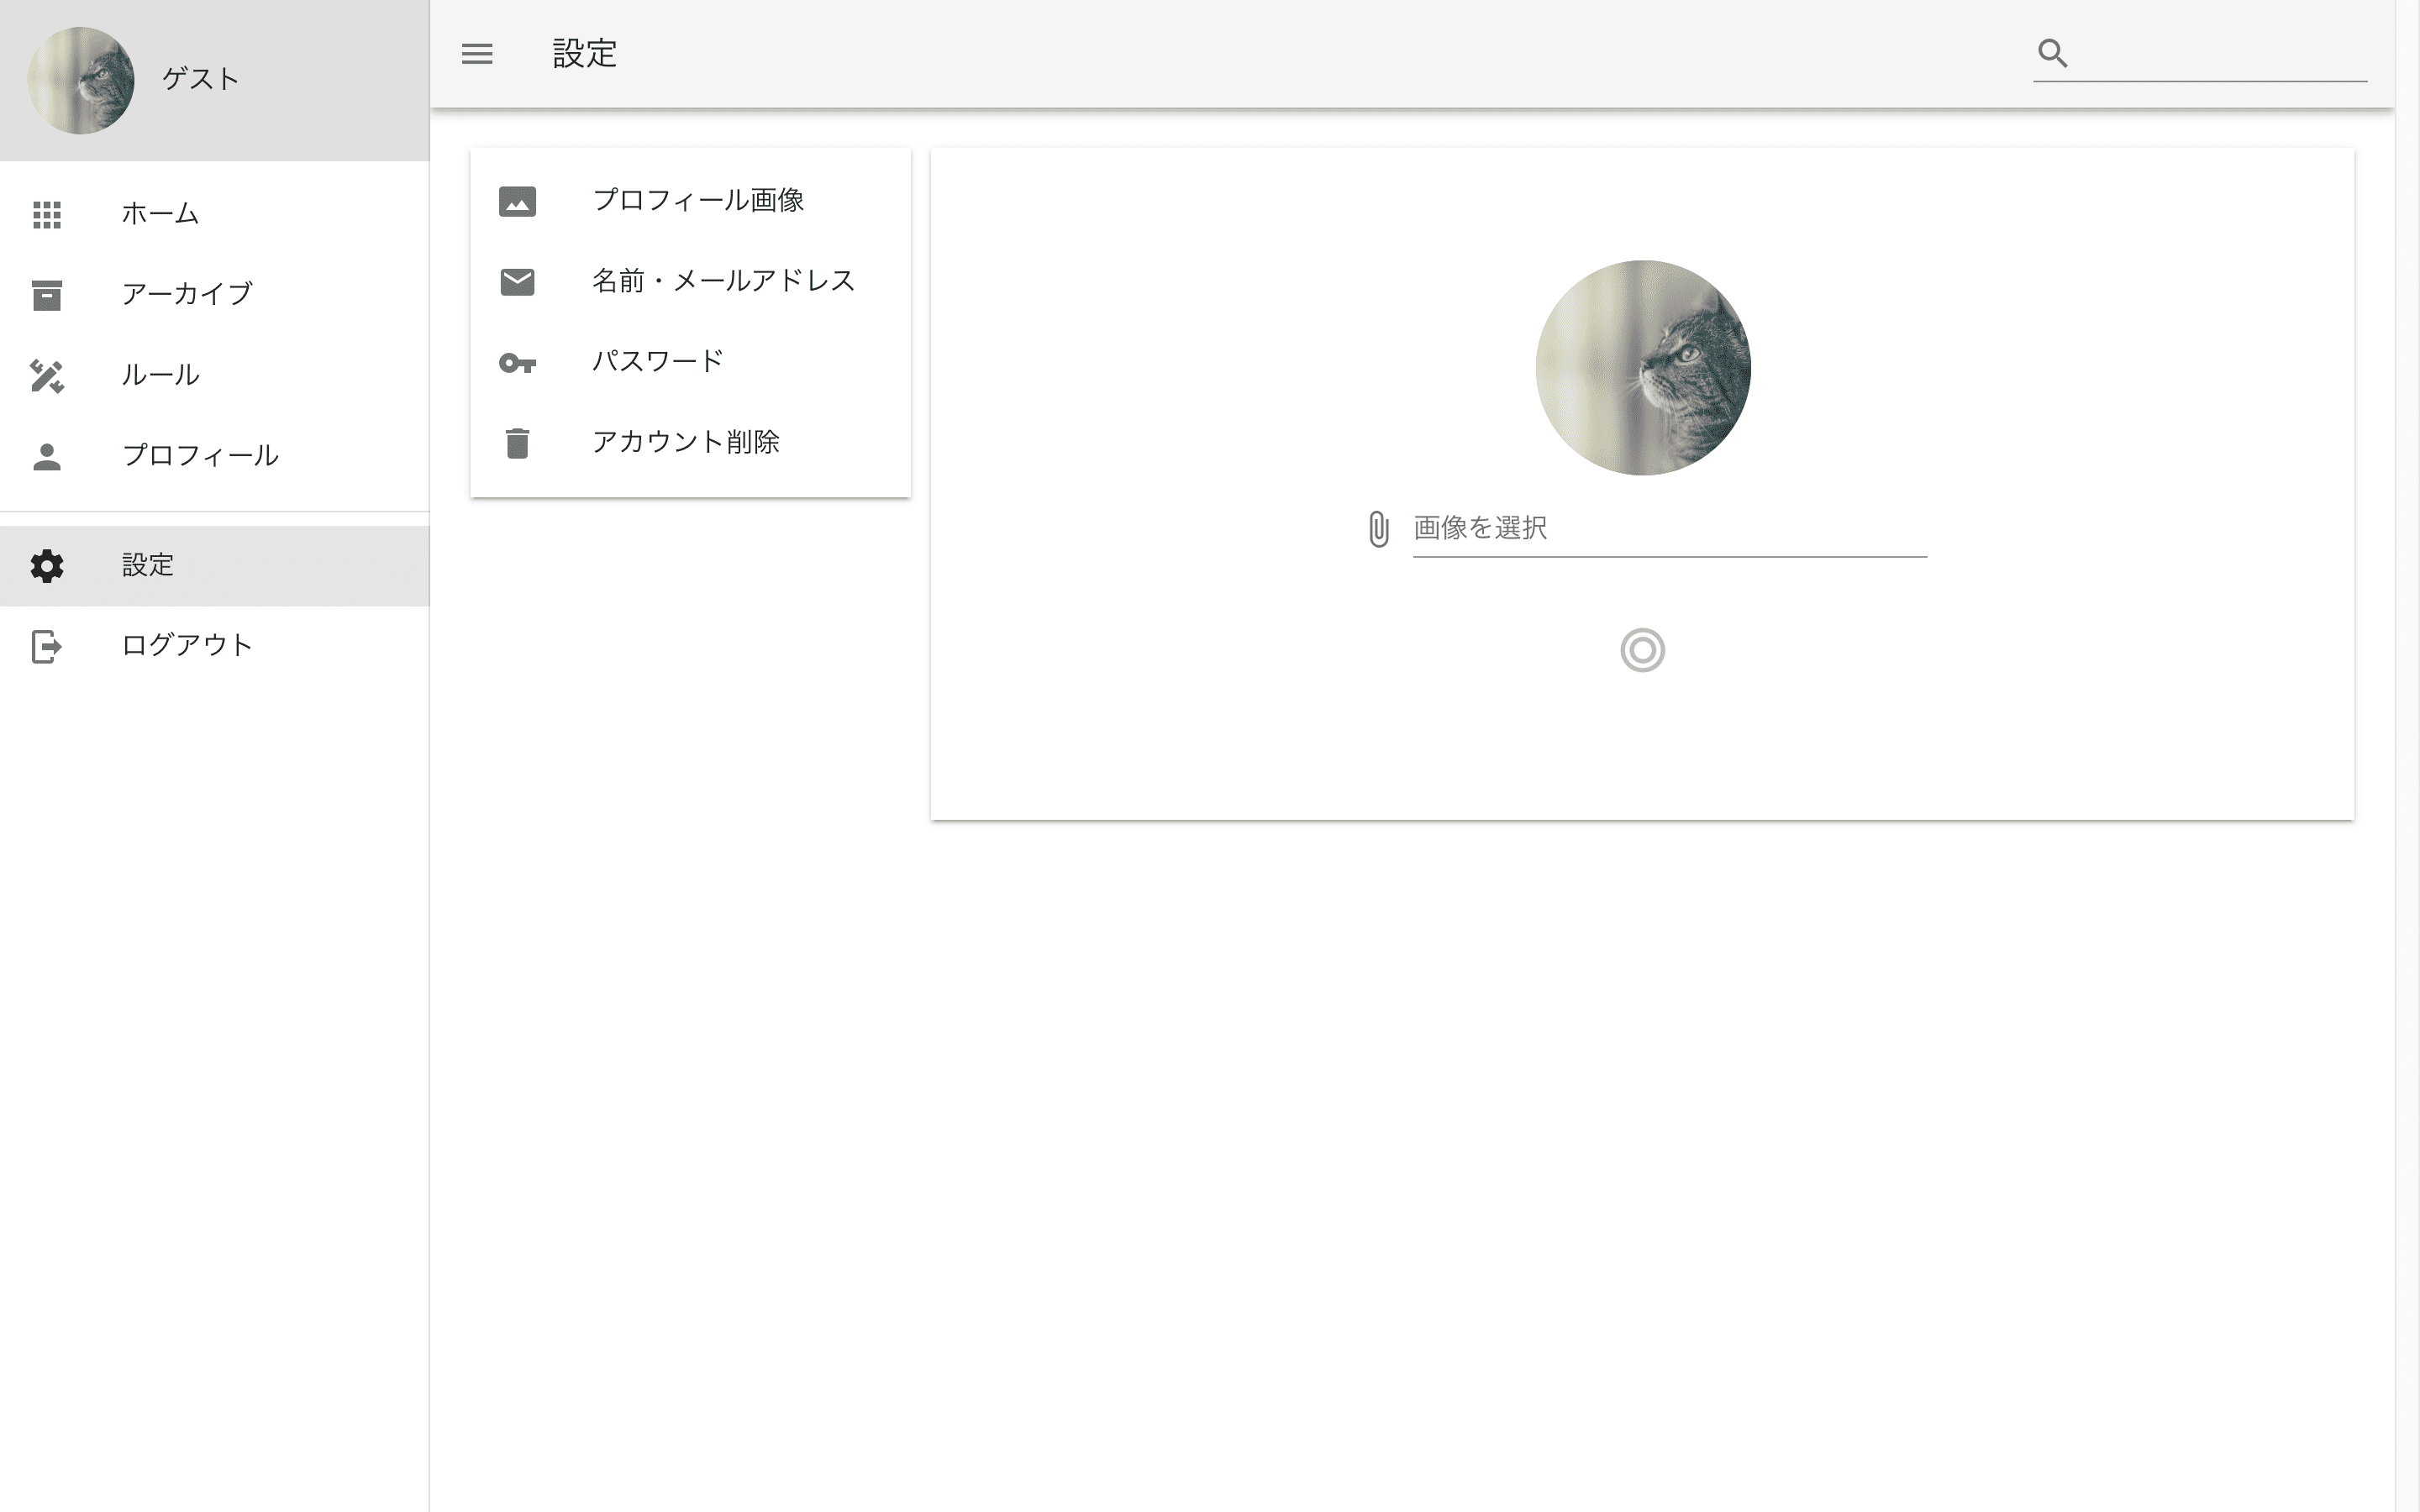 ゲスト
ホーム
アーカイブ
ルール
プロフィール
設定
ログアウト
設定
プロフィール画像
名前・メールアドレス
パスワード
アカウント削除
画像を選択